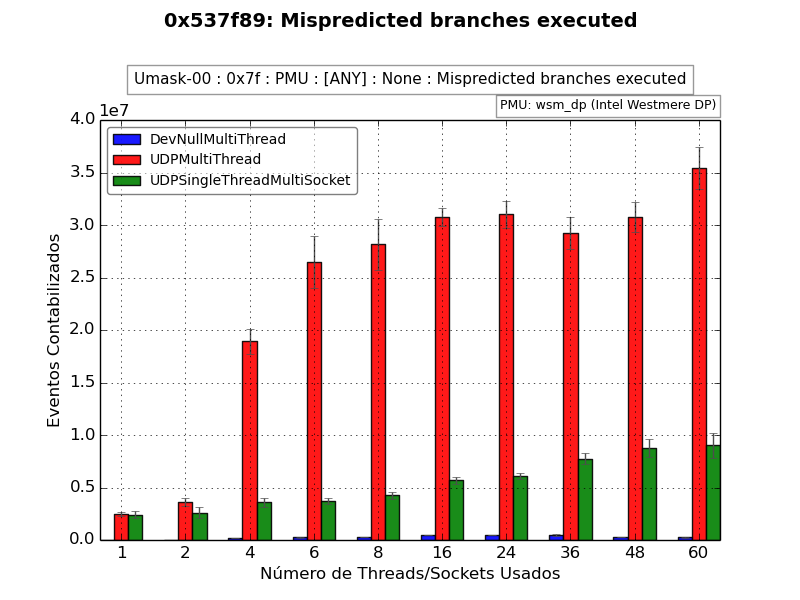 0x537f89: Mispredicted branches executed
Umask-00 : 0x7f : PMU : [ANY] : None : Mispredicted branches executed
PMU: wsm_dp (Intel Westmere DP)
1e7
DevNullMultiThread
UDPMultiThread
UDPSingleThreadMultiSocket
Eventos Contabilizados
4.0
3.5
3.0
2.5
2.0
1.5
1.0
0.5
0.0
1 2 4 6 8 16 24 36 48 60
Número de Threads/Sockets Usados